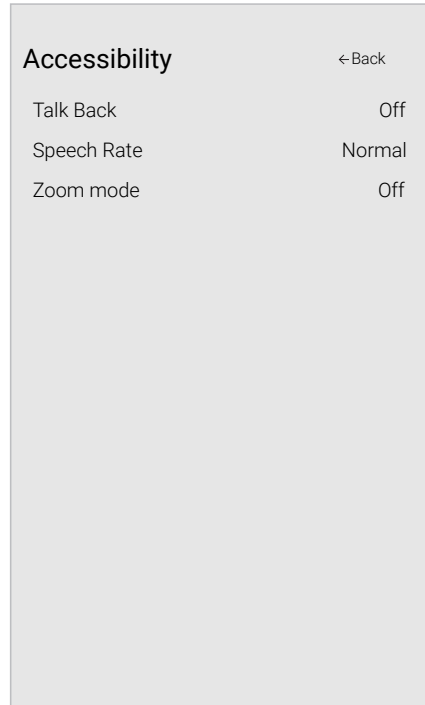 Accessibility ←Back
Talk Back Off
Speech Rate Normal
Zoom mode Off